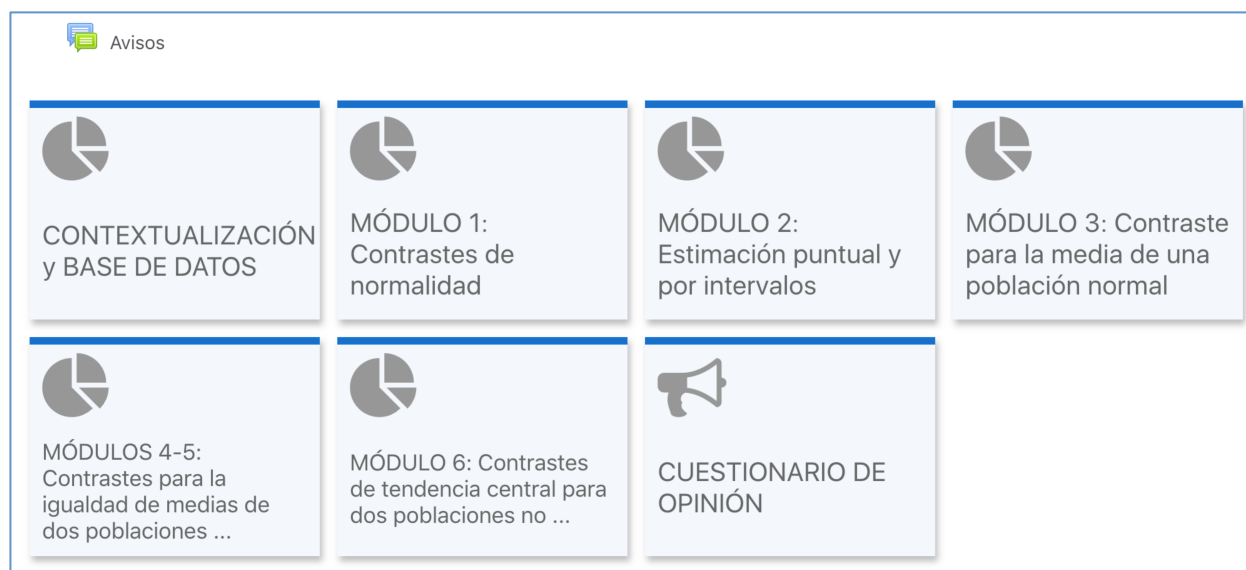 Avisos
CONTEXTUALIZACIÓN
y BASE DE DATOS
MÓDULO 1:
Contrastes de
normalidad
MÓDULO 2:
Estimación puntual y
por intervalos
MÓDULO 3: Contraste
para la media de una
población normal
MÓDULOS 4-5:
Contrastes para la
igualdad de medias de
dos poblaciones ...
MÓDULO 6: Contrastes
de tendencia central para
dos poblaciones no ...
CUESTIONARIO DE
OPINIÓN